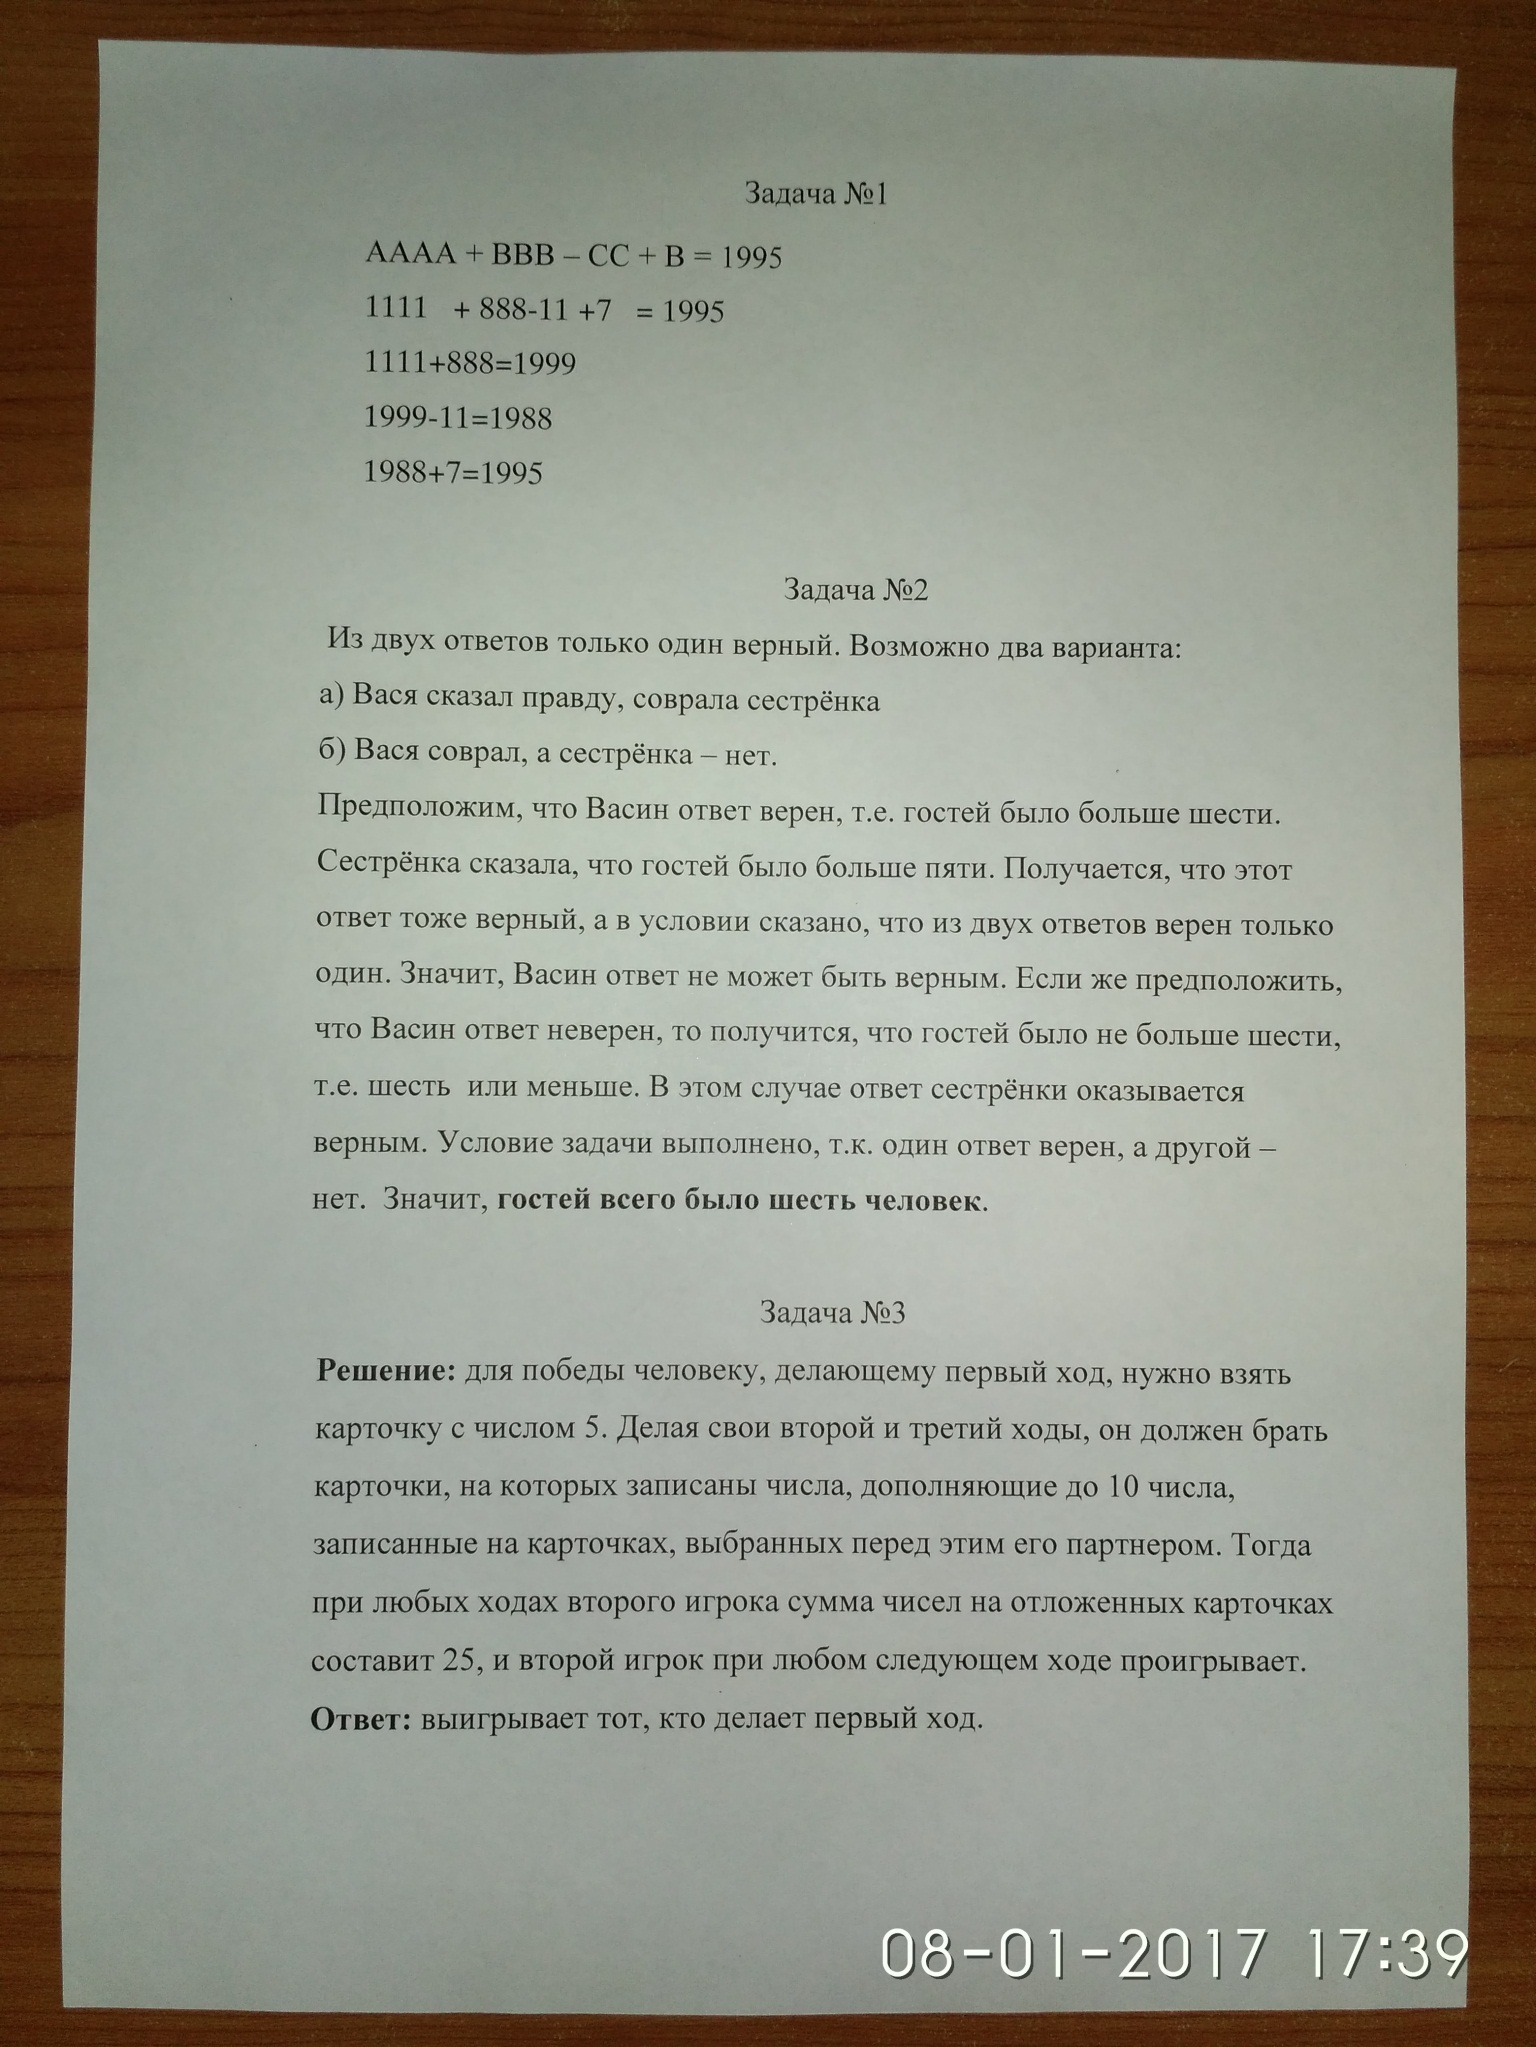 Задача №1
АААА + ВВВ – СС + В = 1995
1111 + 888-11 +7 = 1995
1111+888=1999
1999-11=1988
1988+7=1995
Задача №2
Из двух ответов только один верный. Возможно два варианта:
а) Вася сказал правду, соврала сестрёнка
б) Вася соврал, а сестрёнка – нет.
Предположим, что Васин ответ верен, т.е. гостей было больше шести.
Сестрёнка сказала, что гостей было больше пяти. Получается, что этот
ответ тоже верный, а в условии сказано, что из двух ответов верен только
один. Значит, Васин ответ не может быть верным. Если же предположить,
что Васин ответ неверен, то получится, что гостей было не больше шести,
т.е. шесть или меньше. В этом случае ответ сестрёнки оказывается
верным. Условие задачи выполнено, т.к. один ответ верен, а другой –
нет. Значит, гостей всего было шесть человек.
Задача №3
Решение: для победы человеку, делающему первый ход, нужно взять
карточку с числом 5. Делая свои второй и третий ходы, он должен брать
карточки, на которых записаны числа, дополняющие до 10 числа,
записанные на карточках, выбранных перед этим его партнером. Тогда
при любых ходах второго игрока сумма чисел на отложенных карточках
составит 25, и второй игрок при любом следующем ходе проигрывает.
Ответ: выигрывает тот, кто делает первый ход.
08-01-2017 17:39